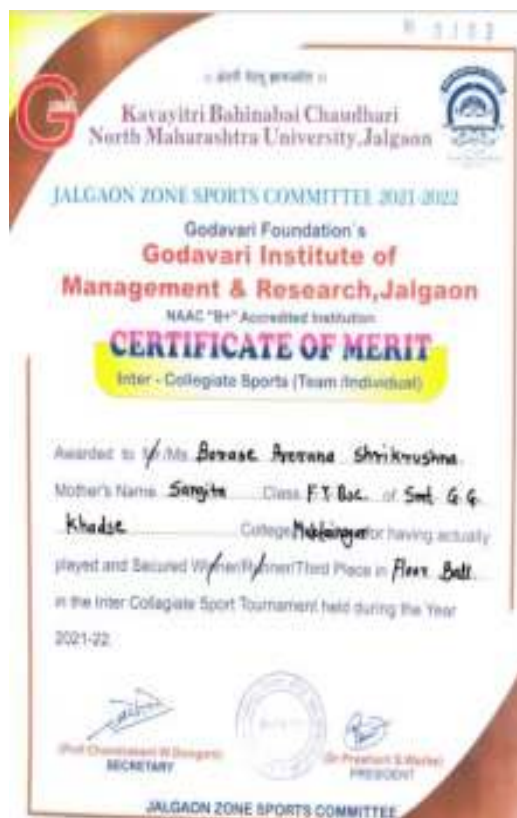 Kavayitri Bahinabai Chaudhari
North Maharashtra University,Jalgaon
JALGAON ZONE SPORTS COMMITTEE 2021-2022
Godavari Foundation's
Godavari Institute of
Management & Research,Jalgaon
NAAC "B+" Accredited Institution
CERTIFICATE OF MERIT
Inter - Collegiate Sports (Team /Individual)
Awarded to Mr/Ms Borase Shrikrushna
Mother's Name Sangita Class F.Y. Bsc. of Smt. G. G.
Khadse College for having actually
played and Secured Winner/Runner/Third Place in Floor Ball
in the Inter Collegiate Sport Tournament held during the Year
2021-22.
SECRETARY
PRESIDENT
JALGAON ZONE SPORTS COMMITTEE